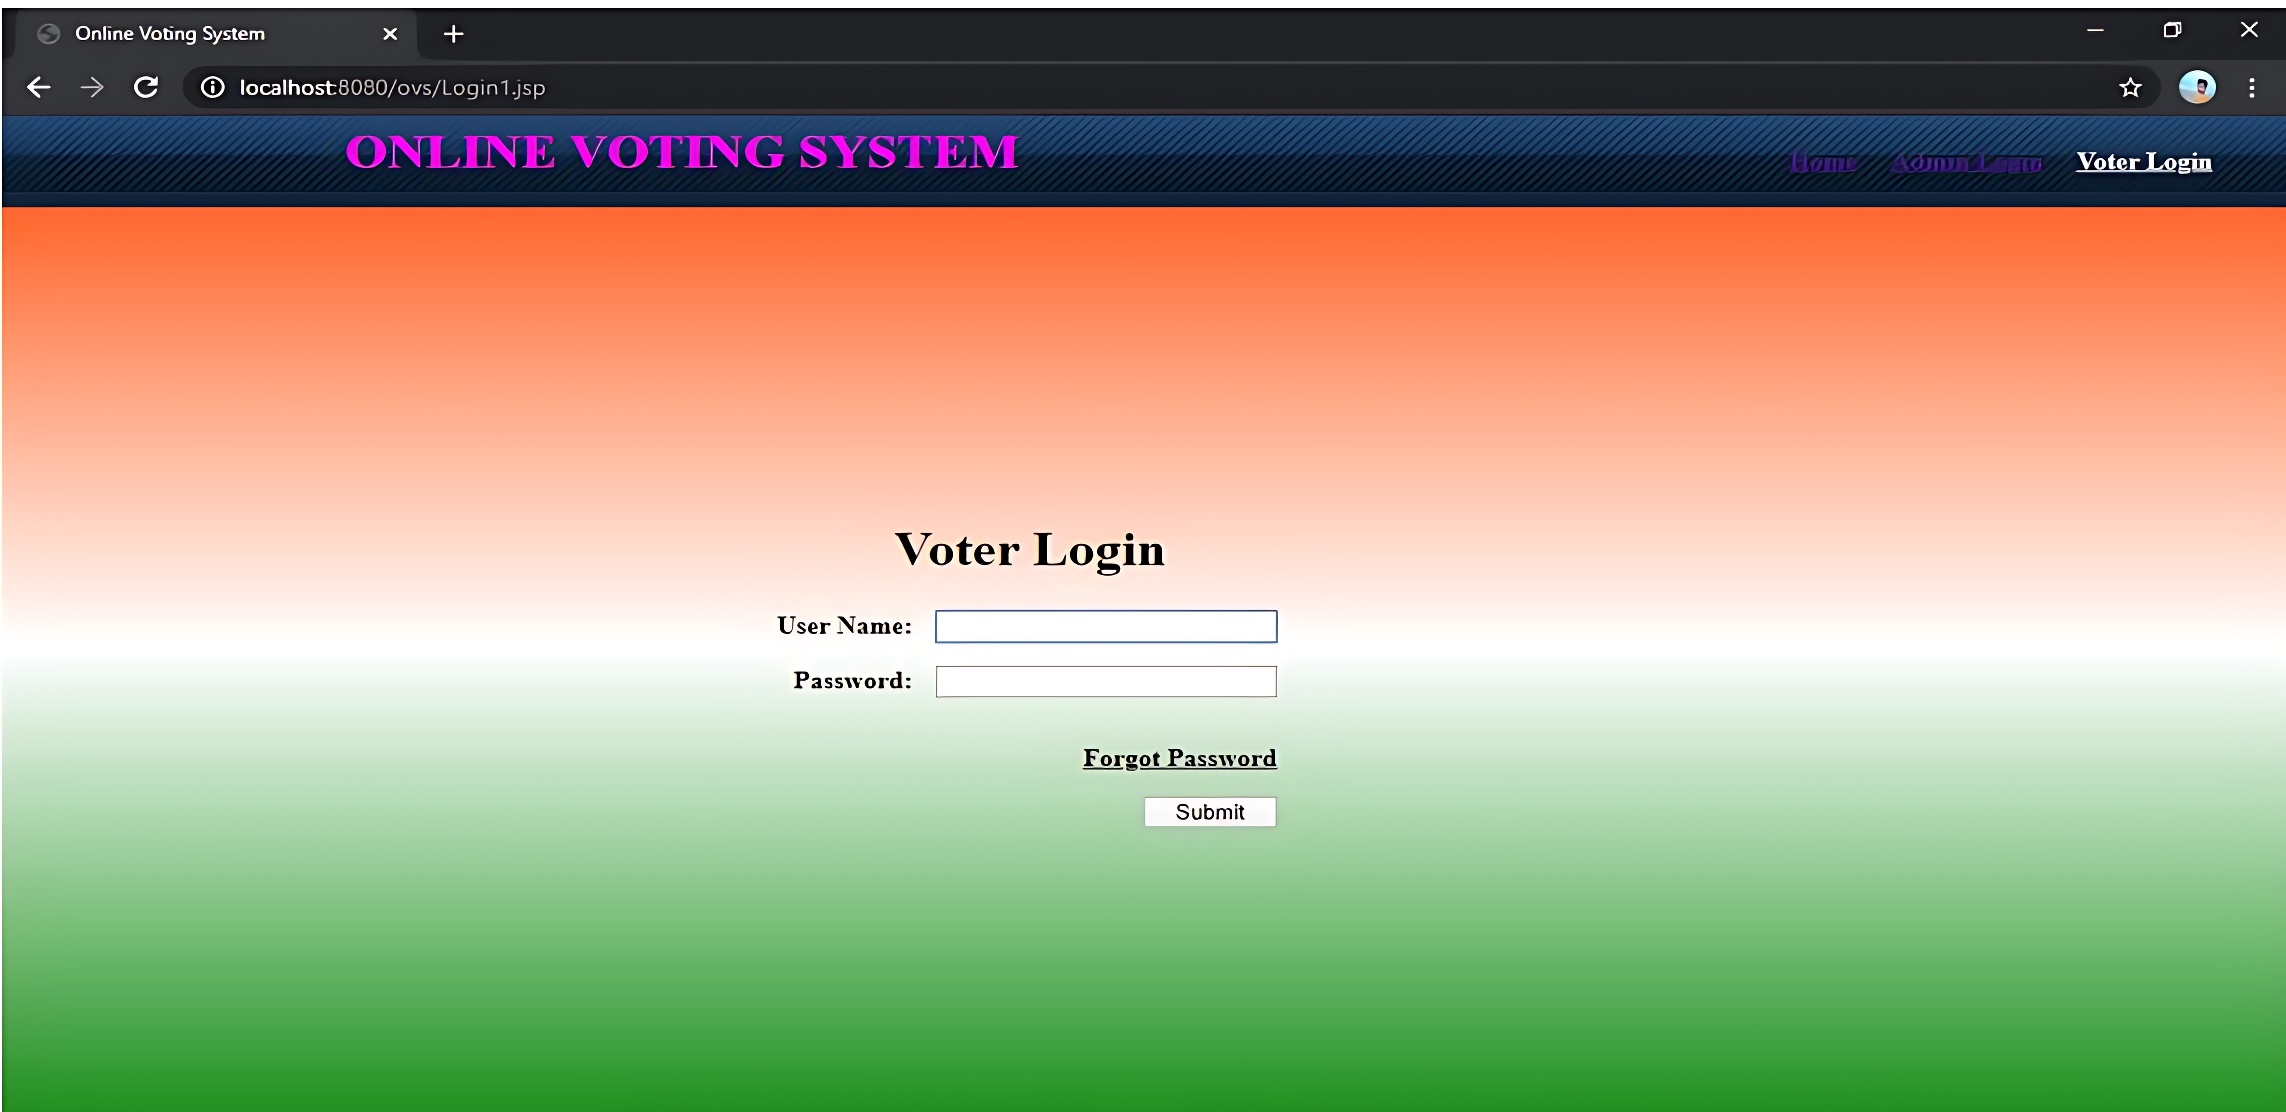 Online Voting System
localhost:8080/ovs/Login1.jsp
ONLINE VOTING SYSTEM
Home Admin Login Voter Login
Voter Login
User Name:
Password:
Forgot Password
Submit